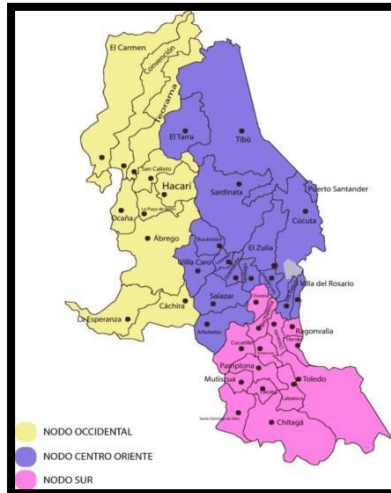 El Carmen
Convención
Teorama
El Tarra
Tibú
San Calixto
Hacarí
Sardinata
Puerto Santander
Ocaña
La Playa de Belén
Cúcuta
Ábrego
Bucarasica
El Zulia
Villa Caro
Villa del Rosario
Cáchira
Salazar
La Esperanza
Arboledas
Ragonvalia
Cucutilla
Pamplona
Mutiscua
Toledo
Labateca
Chitagá
NODO OCCIDENTAL
NODO CENTRO ORIENTE
NODO SUR